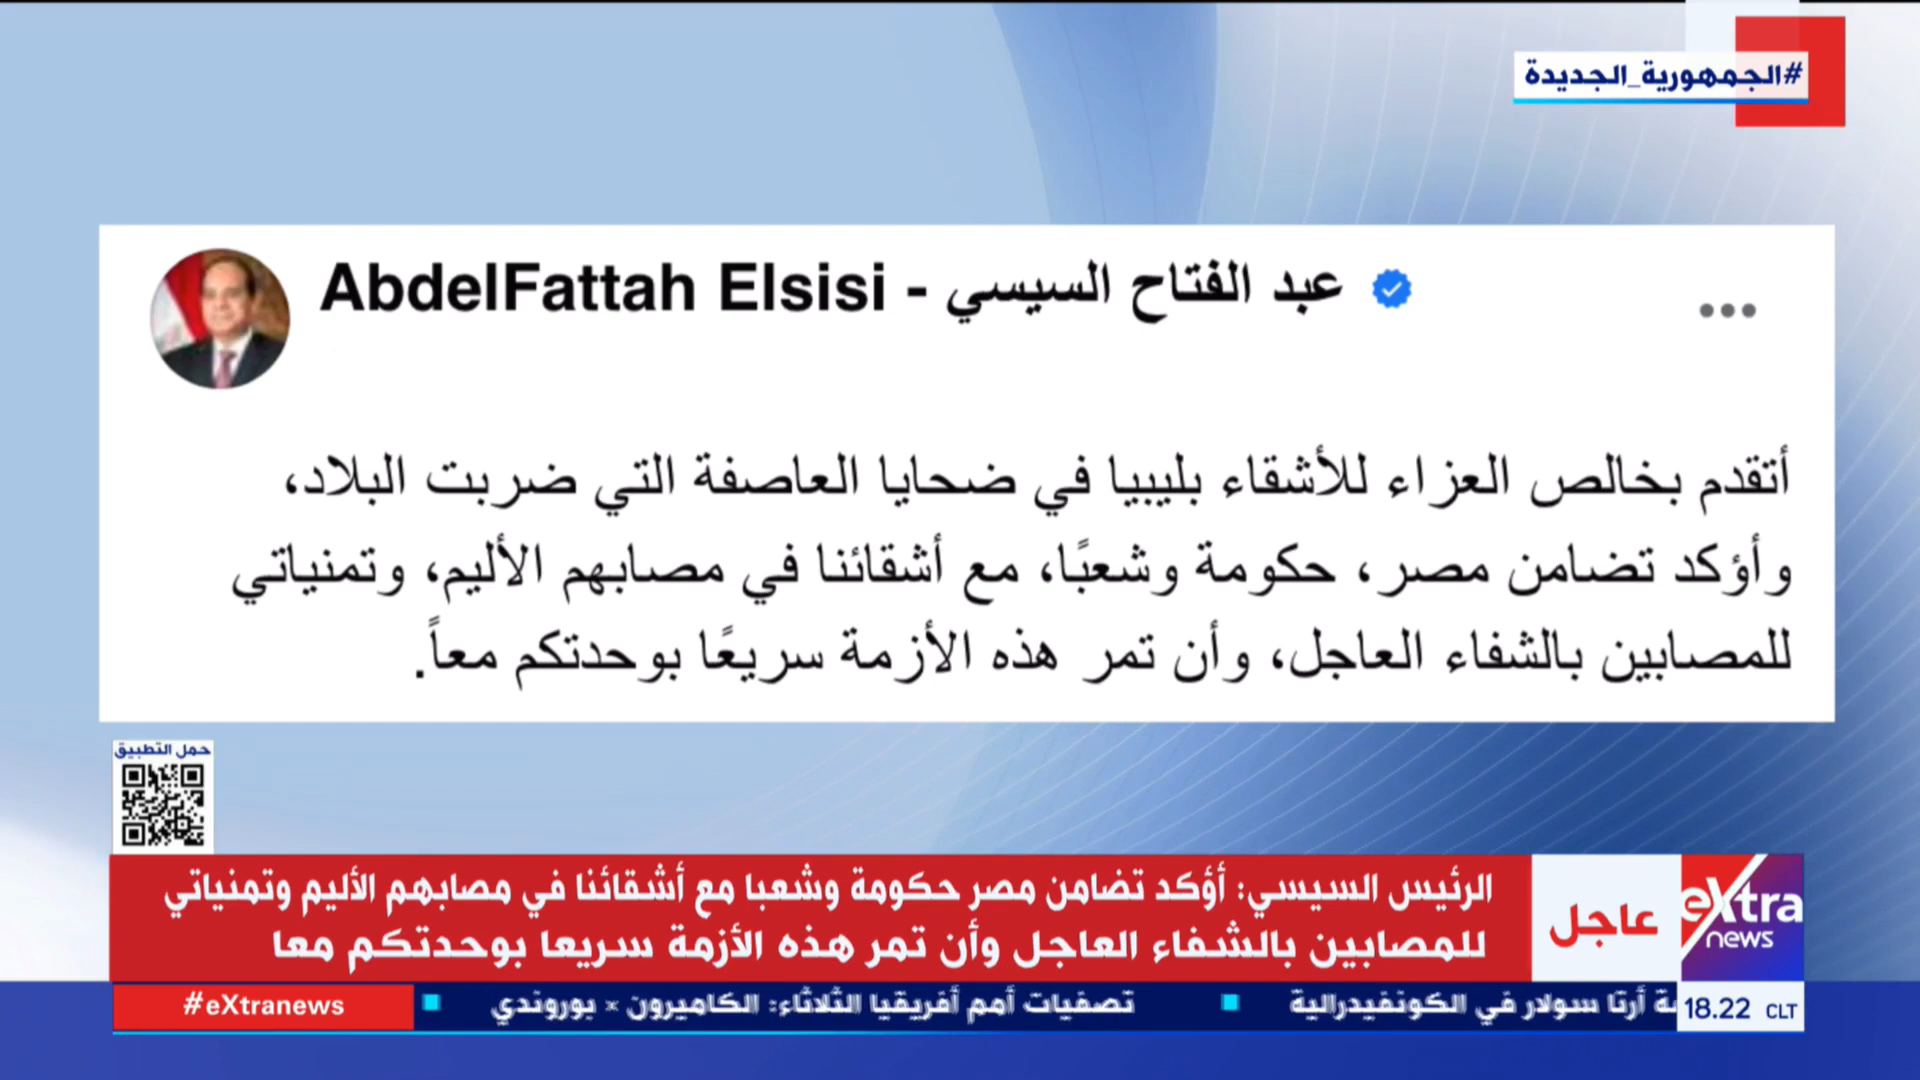 #الجمهورية_الجديدة
AbdelFattah Elsisi - عبد الفتاح السيسي
أتقدم بخالص العزاء للأشقاء بليبيا في ضحايا العاصفة التي ضربت البلاد،
وأؤكد تضامن مصر، حكومة وشعبًا، مع أشقائنا في مصابهم الأليم، وتمنياتي
للمصابين بالشفاء العاجل، وأن تمر هذه الأزمة سريعًا بوحدتكم معاً.
حمل التطبيق
الرئيس السيسي: أؤكد تضامن مصر حكومة وشعبا مع أشقائنا في مصابهم الأليم وتمنياتي
للمصابين بالشفاء العاجل وأن تمر هذه الأزمة سريعا بوحدتكم معا
عاجل
eXtra
news
أرتا سولار في الكونفيدرالية
تصفيات أمم أفريقيا الثلاثاء: الكاميرون × بوروندي
#eXtranews
18.22 CLT